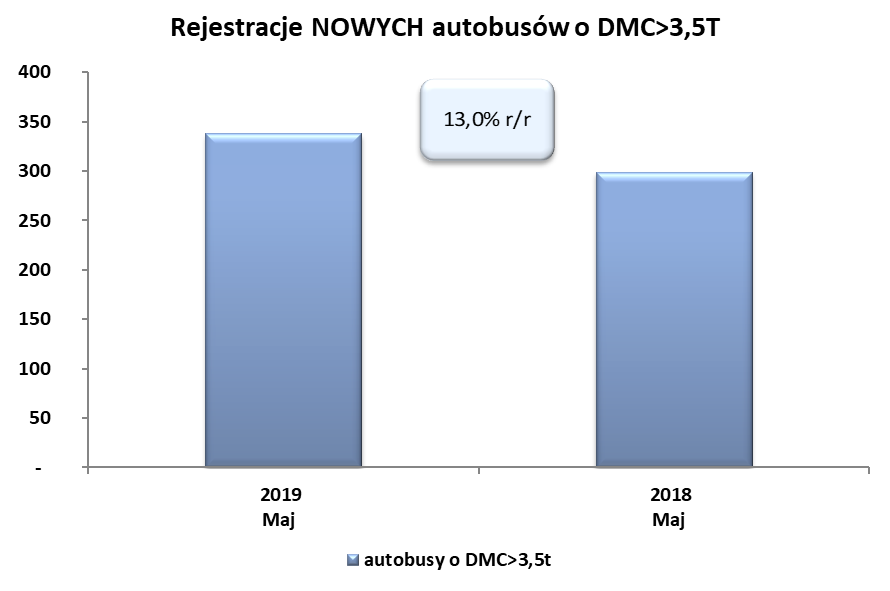 Rejestracje NOWYCH autobusów o DMC>3,5T
400
350
300
250
200
150
100
50
-
13,0% r/r
2019
Maj
2018
Maj
autobusy o DMC>3,5t